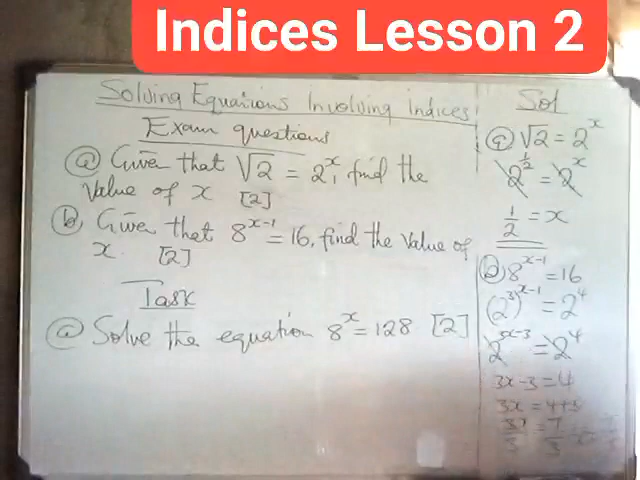 Indices Lesson 2
Solving Equations Involving indices
Exam questions
(a) Given that √2 = 2^x, find the
value of x [2]
(b) Given that 8^(x-1) = 16, find the value of
x. [2]
Task
(a) Solve the equation 8^x = 128 [2]
Sol
(a) √2 = 2^x
2^(1/2) = 2^x
1/2 = x
(b) 8^(x-1) = 16
(2^3)^(x-1) = 2^4
2^(3x-3) = 2^4
3x-3 = 4
3x = 4+3
3x/3 = 7/3